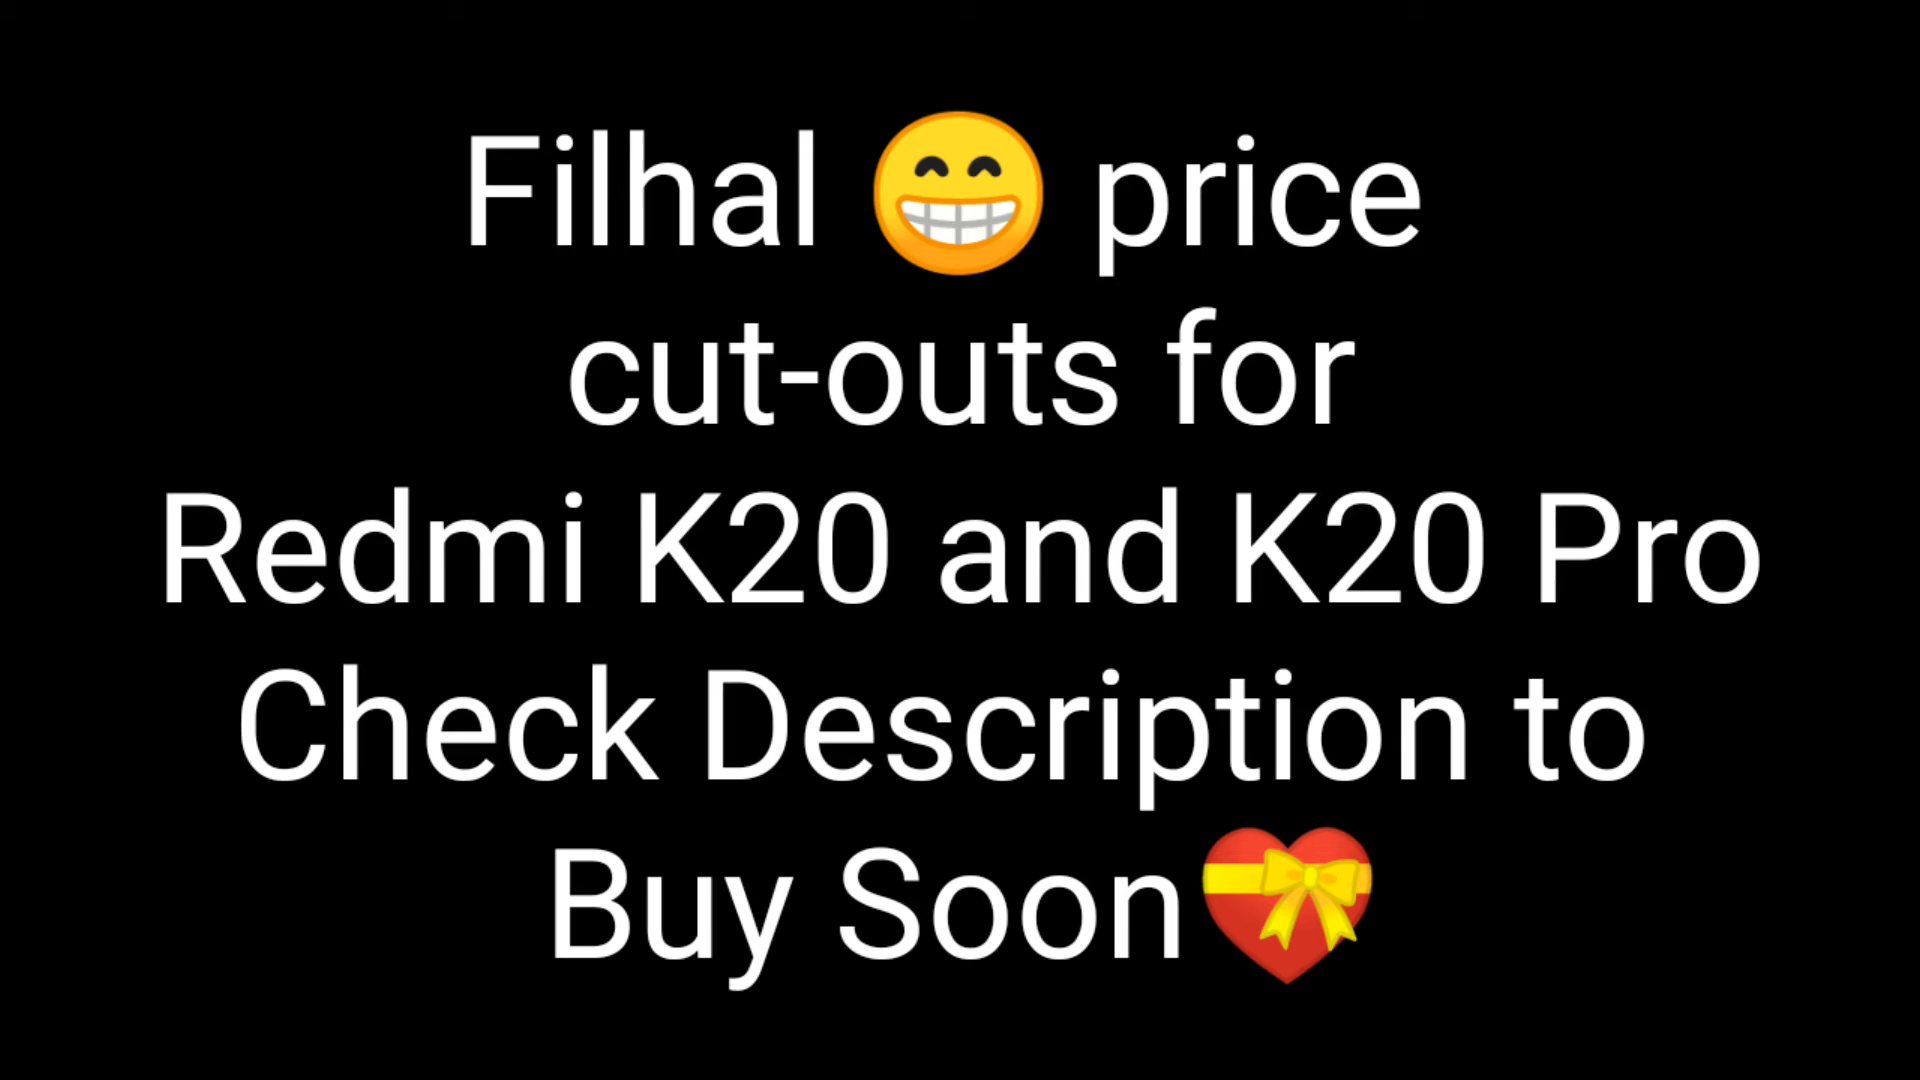 Filhal 😁 price
cut-outs for
Redmi K20 and K20 Pro
Check Description to
Buy Soon💝